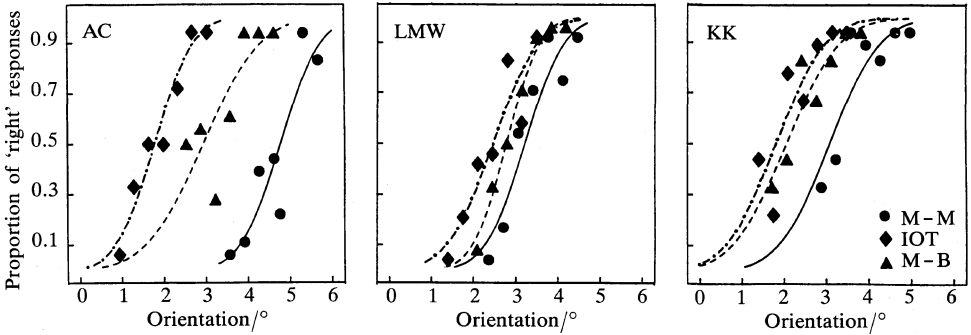 Proportion of 'right' responses
0.9
0.7
0.5
0.3
0.1
AC
0 1 2 3 4 5 6
Orientation/°
LMW
0 1 2 3 4 5 6
Orientation/°
KK
M–M
IOT
M–B
0 1 2 3 4 5 6
Orientation/°